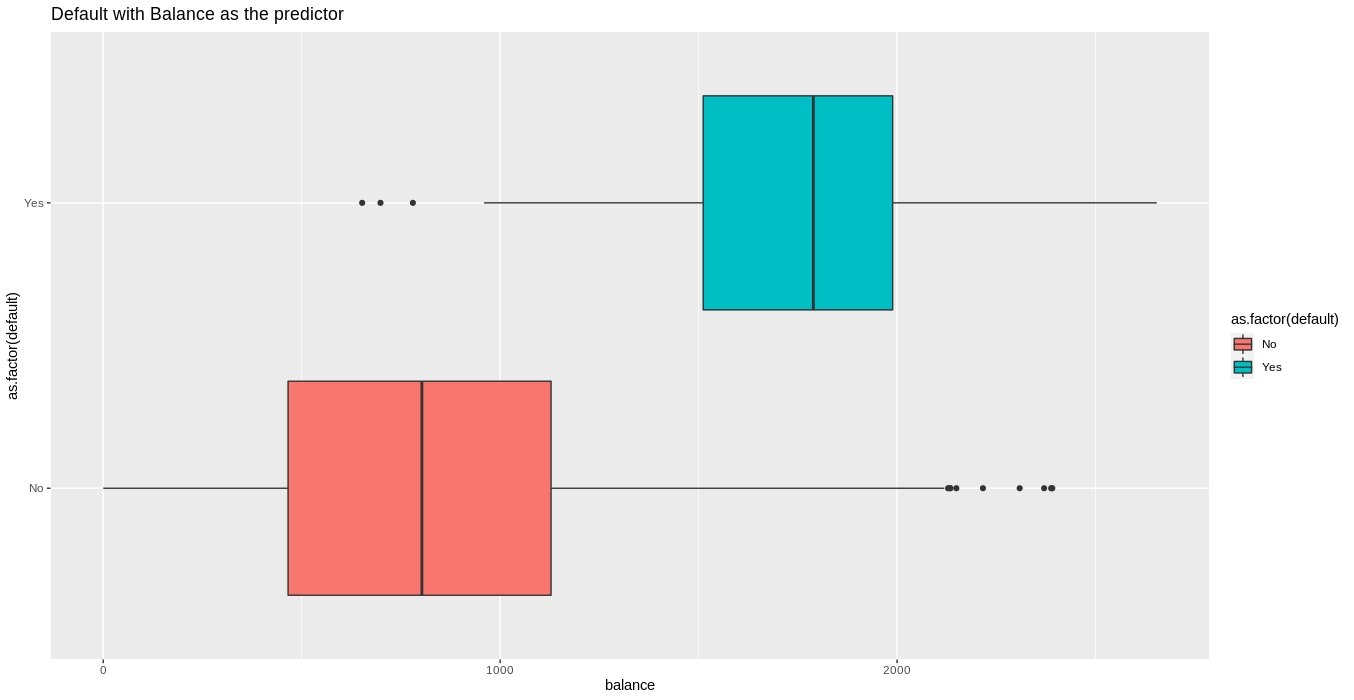 Default with Balance as the predictor
as.factor(default)
Yes
No
0
1000
2000
balance
as.factor(default)
No
Yes